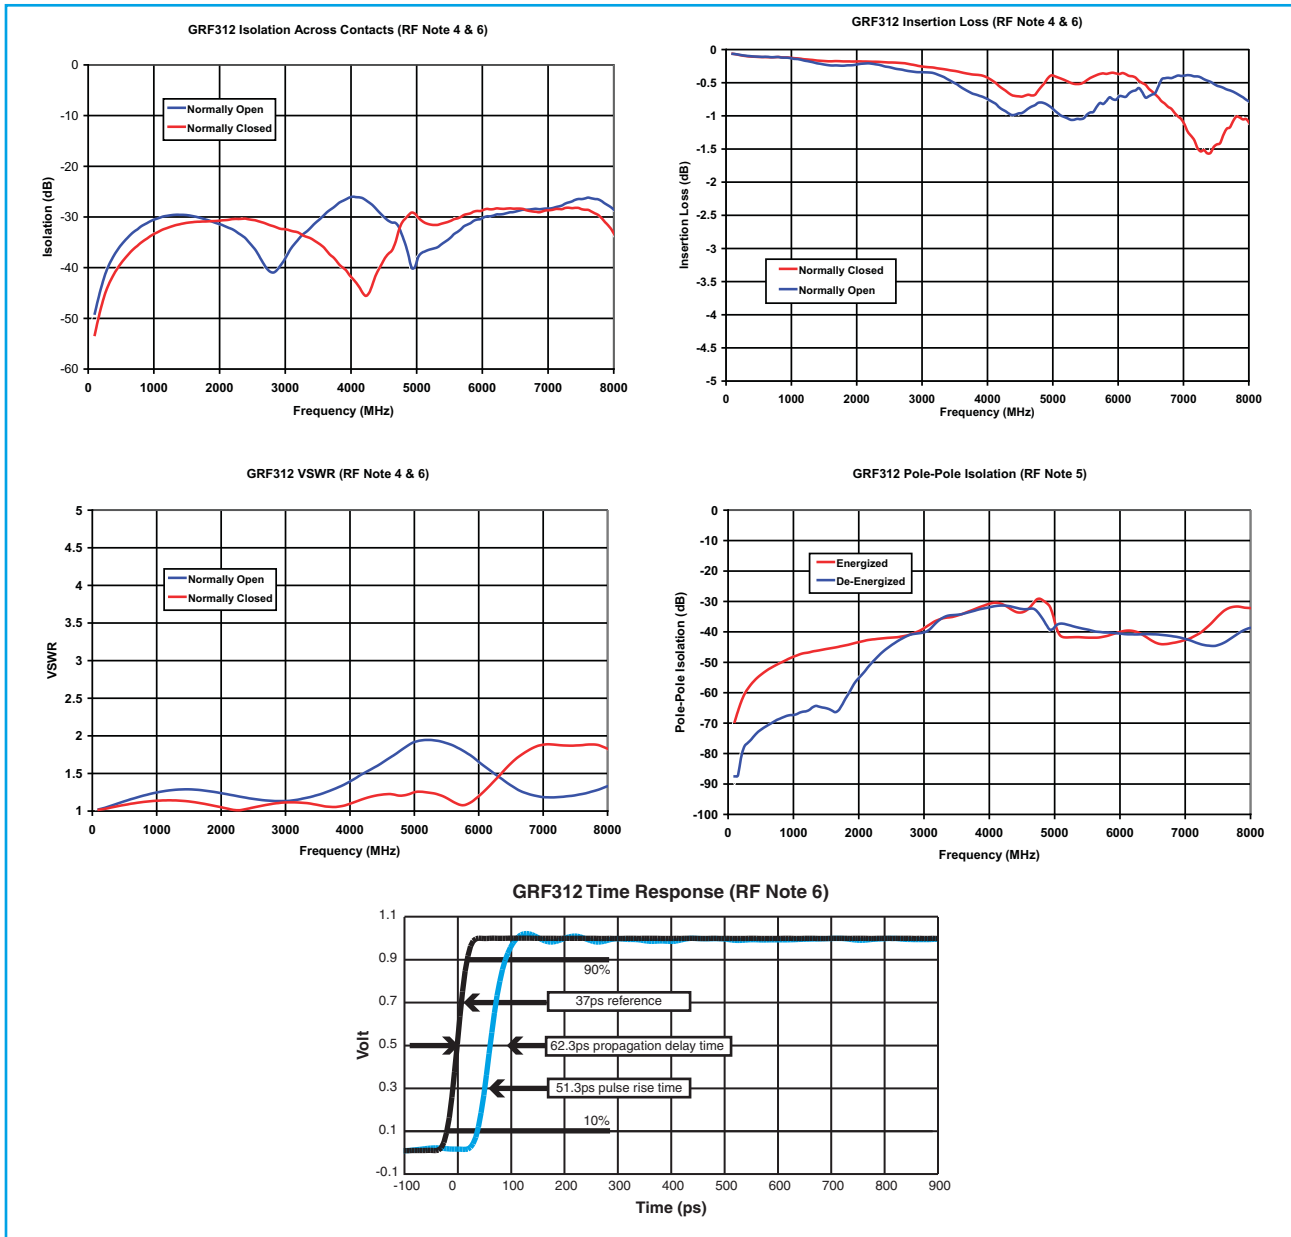 GRF312 Isolation Across Contacts (RF Note 4 & 6)
0
-10
-20
-30
-40
-50
-60
Isolation (dB)
Normally Open
Normally Closed
0 1000 2000 3000 4000 5000 6000 7000 8000
Frequency (MHz)
GRF312 Insertion Loss (RF Note 4 & 6)
0
-0.5
-1
-1.5
-2
-2.5
-3
-3.5
-4
-4.5
-5
Insertion Loss (dB)
Normally Closed
Normally Open
0 1000 2000 3000 4000 5000 6000 7000 8000
Frequency (MHz)
GRF312 VSWR (RF Note 4 & 6)
5
4.5
4
3.5
3
2.5
2
1.5
1
VSWR
Normally Open
Normally Closed
0 1000 2000 3000 4000 5000 6000 7000 8000
Frequency (MHz)
GRF312 Pole-Pole Isolation (RF Note 5)
0
-10
-20
-30
-40
-50
-60
-70
-80
-90
-100
Pole-Pole Isolation (dB)
Energized
De-Energized
0 1000 2000 3000 4000 5000 6000 7000 8000
Frequency (MHz)
GRF312 Time Response (RF Note 6)
1.1
0.9
0.7
0.5
0.3
0.1
-0.1
Volt
90%
37ps reference
62.3ps propagation delay time
51.3ps pulse rise time
10%
-100 0 100 200 300 400 500 600 700 800 900
Time (ps)